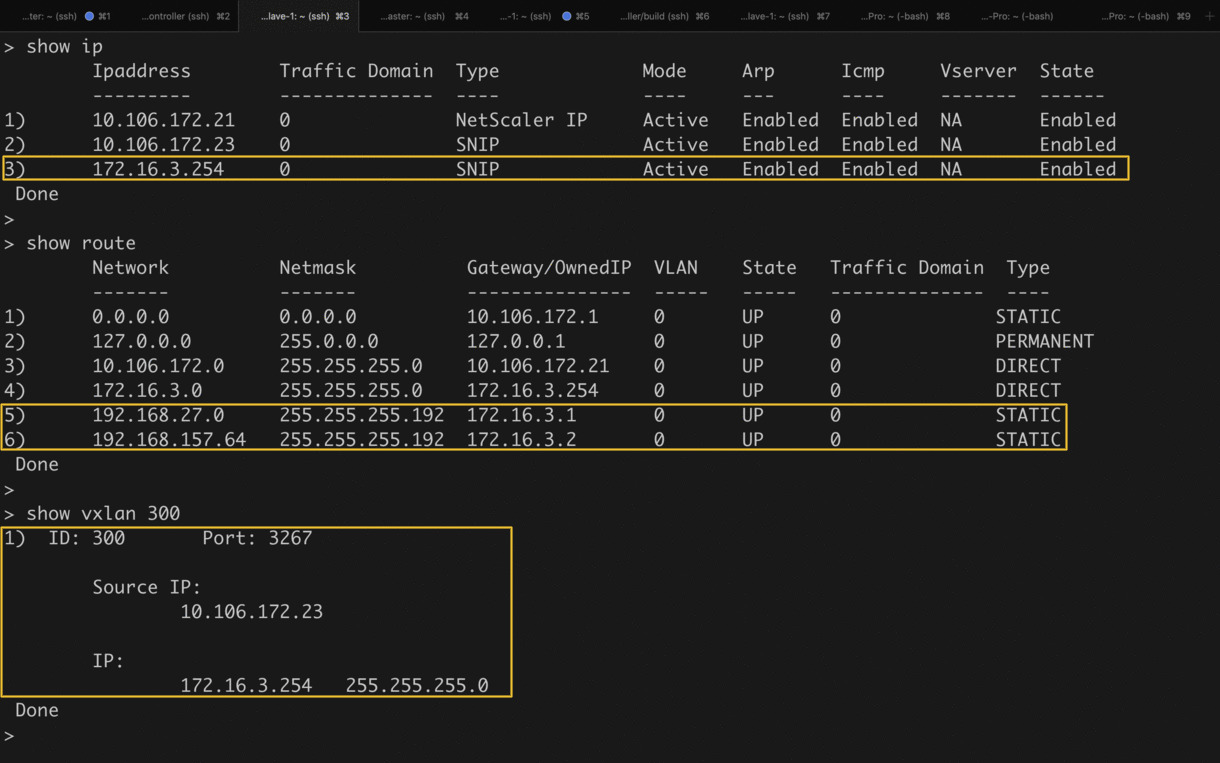 ...ter: ~ (ssh) ⌘1 ...ontroller (ssh) ⌘2 ...lave-1: ~ (ssh) ⌘3 ...aster: ~ (ssh) ⌘4 ...-1: ~ (ssh) ⌘5 ...ller/build (ssh) ⌘6 ...lave-1: ~ (ssh) ⌘7 ...Pro: ~ (-bash) ⌘8 ...-Pro: ~ (-bash) ...Pro: ~ (-bash) ⌘9 +
> show ip
Ipaddress Traffic Domain Type Mode Arp Icmp Vserver State
--------- -------------- ---- ---- --- ---- ------- ------
1) 10.106.172.21 0 NetScaler IP Active Enabled Enabled NA Enabled
2) 10.106.172.23 0 SNIP Active Enabled Enabled NA Enabled
3) 172.16.3.254 0 SNIP Active Enabled Enabled NA Enabled
Done
>
> show route
Network Netmask Gateway/OwnedIP VLAN State Traffic Domain Type
------- ------- --------------- ----- ----- -------------- ----
1) 0.0.0.0 0.0.0.0 10.106.172.1 0 UP 0 STATIC
2) 127.0.0.0 255.0.0.0 127.0.0.1 0 UP 0 PERMANENT
3) 10.106.172.0 255.255.255.0 10.106.172.21 0 UP 0 DIRECT
4) 172.16.3.0 255.255.255.0 172.16.3.254 0 UP 0 DIRECT
5) 192.168.27.0 255.255.255.192 172.16.3.1 0 UP 0 STATIC
6) 192.168.157.64 255.255.255.192 172.16.3.2 0 UP 0 STATIC
Done
>
> show vxlan 300
1) ID: 300 Port: 3267
Source IP:
10.106.172.23
IP:
172.16.3.254 255.255.255.0
Done
>